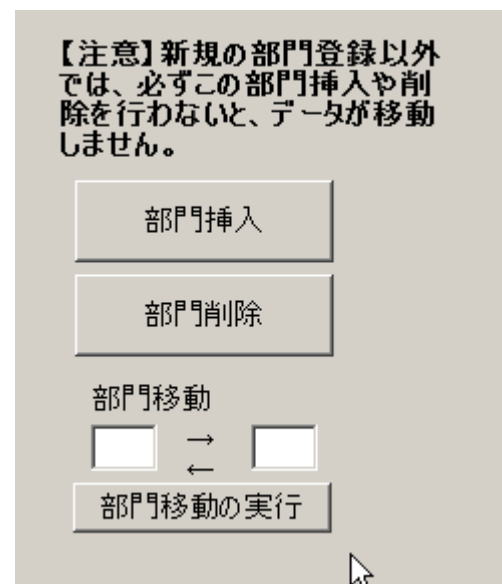 【注意】新規の部門登録以外
では、必ずこの部門挿入や削
除を行わないと、データが移動
しません。
部門挿入
部門削除
部門移動
→
←
部門移動の実行